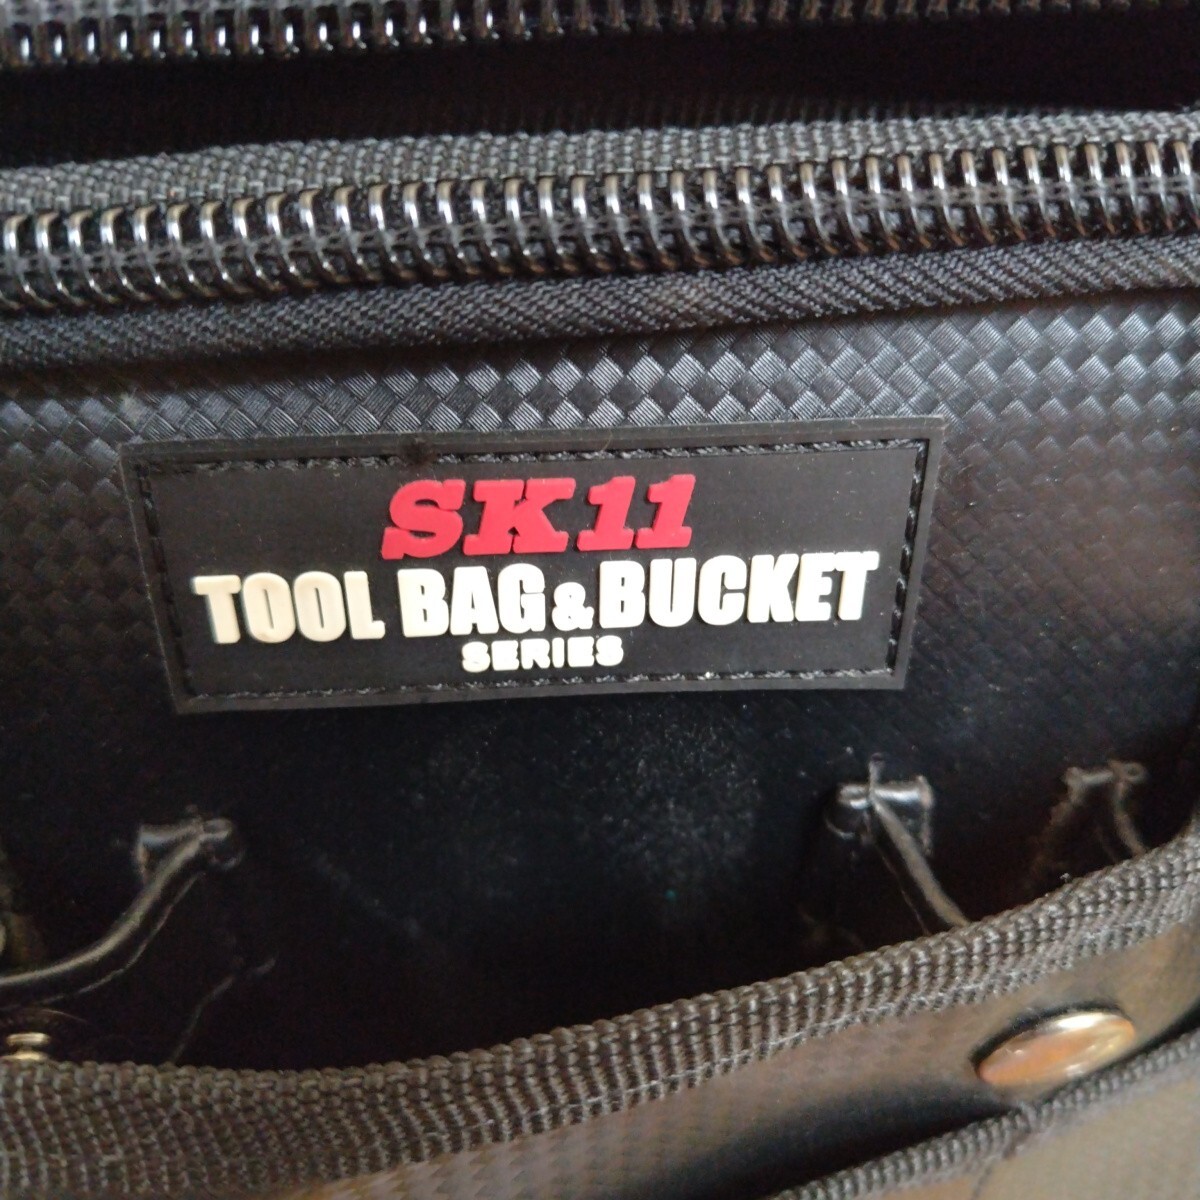 SK11
TOOL BAG & BUCKET
SERIES